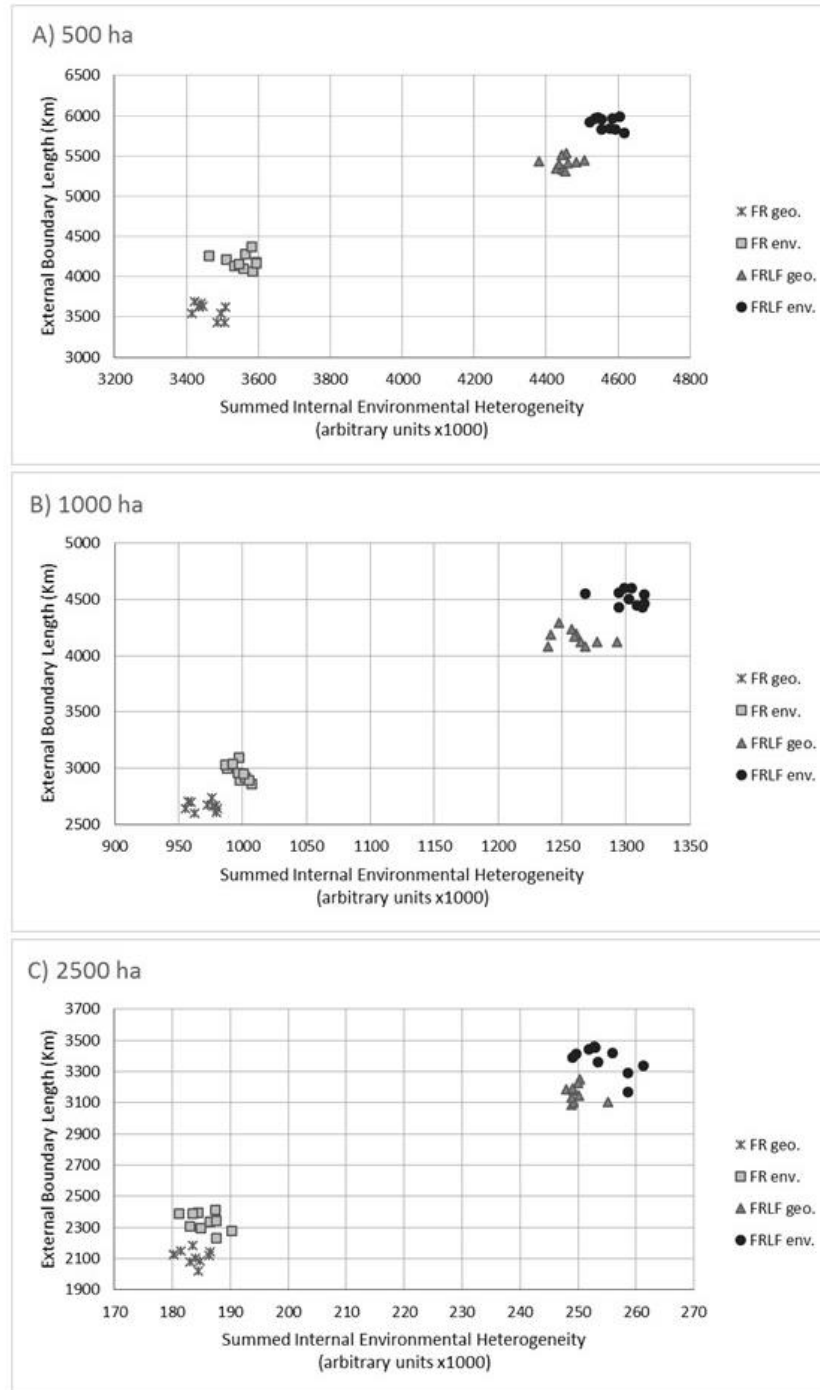 A) 500 ha
External Boundary Length (Km)
6500
6000
5500
5000
4500
4000
3500
3000
3200 3400 3600 3800 4000 4200 4400 4600 4800
Summed Internal Environmental Heterogeneity
(arbitrary units x1000)
FR geo.
FR env.
FRLF geo.
FRLF env.
B) 1000 ha
External Boundary Length (Km)
5000
4500
4000
3500
3000
2500
900 950 1000 1050 1100 1150 1200 1250 1300 1350
Summed Internal Environmental Heterogeneity
(arbitrary units x1000)
FR geo.
FR env.
FRLF geo.
FRLF env.
C) 2500 ha
External Boundary Length (Km)
3700
3500
3300
3100
2900
2700
2500
2300
2100
1900
170 180 190 200 210 220 230 240 250 260 270
Summed Internal Environmental Heterogeneity
(arbitrary units x1000)
FR geo.
FR env.
FRLF geo.
FRLF env.